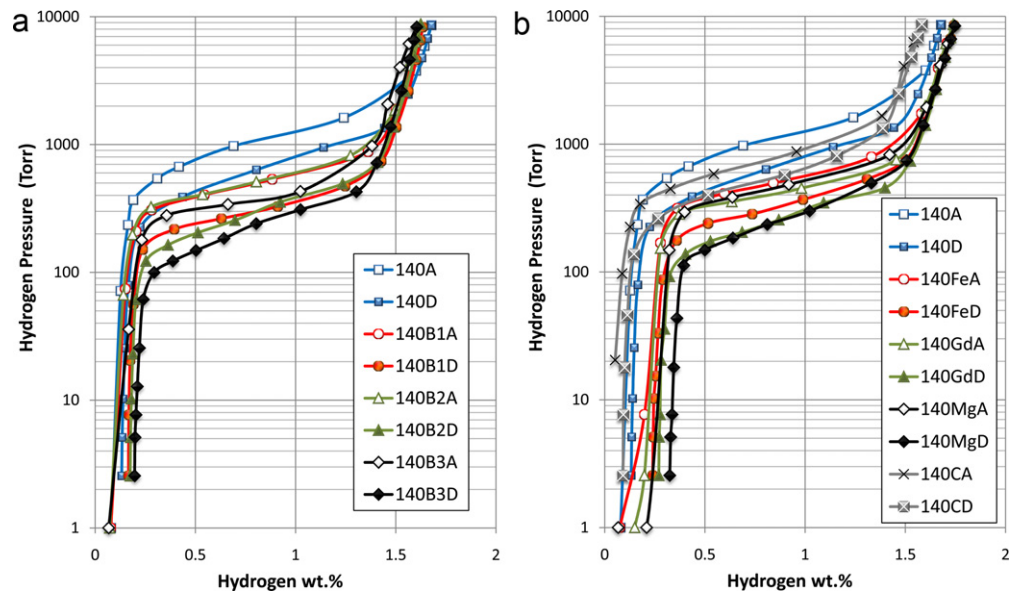 a
10000
1000
100
10
1
Hydrogen Pressure (Torr)
0
0.5
1
1.5
2
Hydrogen wt.%
140A
140D
140B1A
140B1D
140B2A
140B2D
140B3A
140B3D
b
10000
1000
100
10
1
Hydrogen Pressure (Torr)
0
0.5
1
1.5
2
Hydrogen wt.%
140A
140D
140FeA
140FeD
140GdA
140GdD
140MgA
140MgD
140CA
140CD